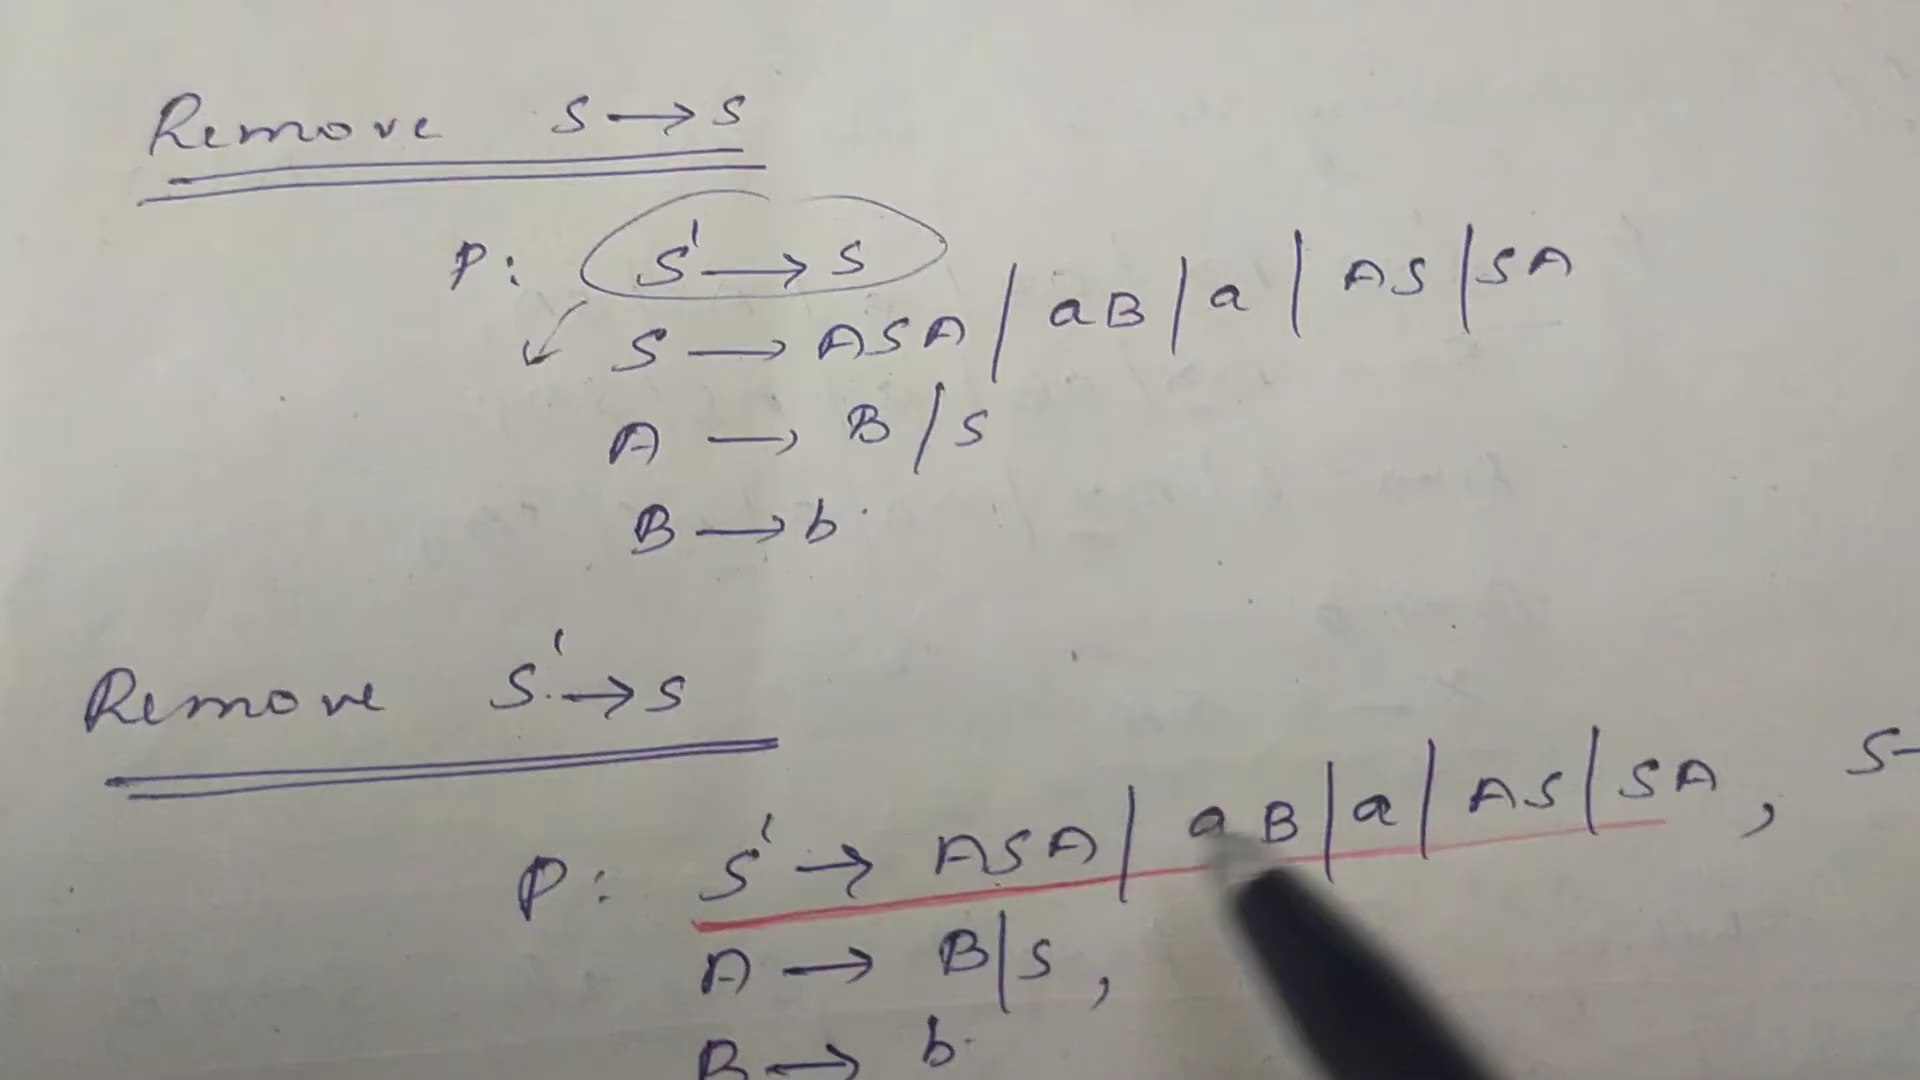 Remove S → S
P: S' → S
S → ASA | aB | a | AS | SA
A → B | S
B → b
Remove S' → S
P: S' → ASA | aB | a | AS | SA , S-
A → B | S ,
B → b